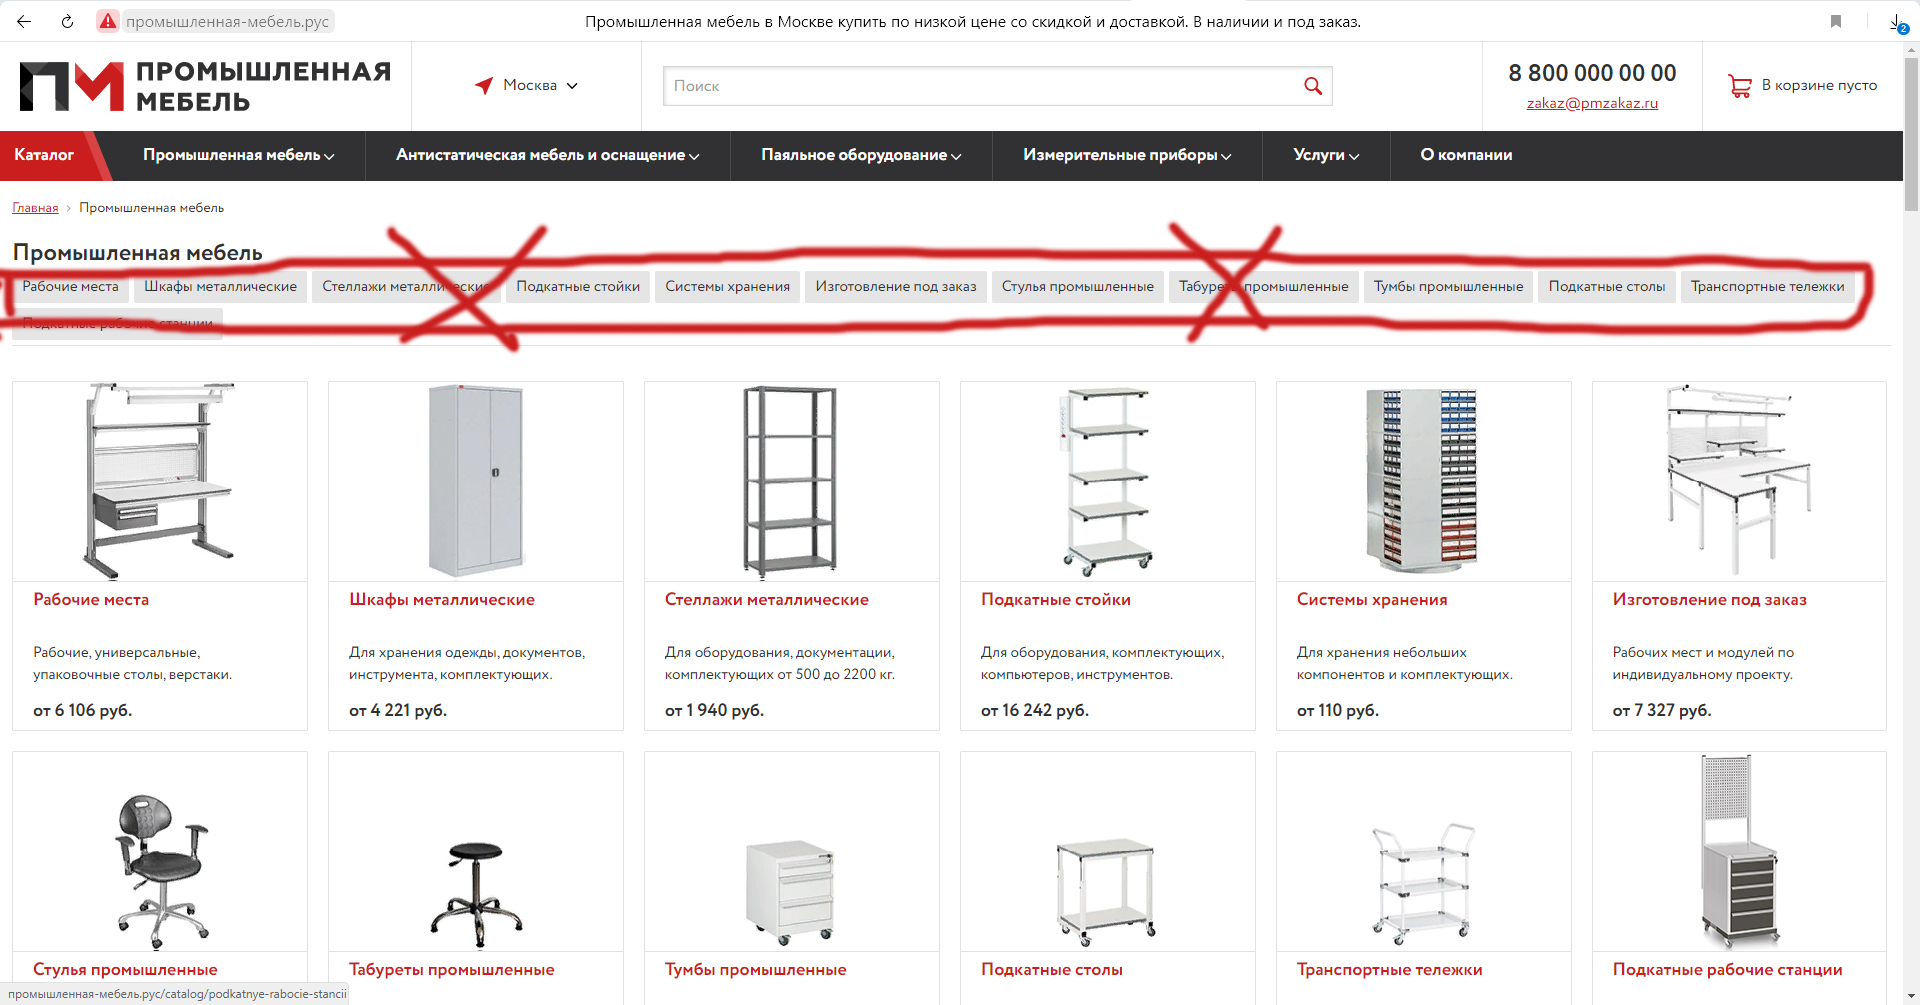 промышленная-мебель.рус
Промышленная мебель в Москве купить по низкой цене со скидкой и доставкой. В наличии и под заказ.
2
ПМ ПРОМЫШЛЕННАЯ
МЕБЕЛЬ
Москва
Поиск
8 800 000 00 00
zakaz@pmzakaz.ru
В корзине пусто
Каталог Промышленная мебель Антистатическая мебель и оснащение Паяльное оборудование Измерительные приборы Услуги О компании
Главная › Промышленная мебель
Промышленная мебель
Рабочие места Шкафы металлические Стеллажи металлические Подкатные стойки Системы хранения Изготовление под заказ Стулья промышленные Табуреты промышленные Тумбы промышленные Подкатные столы Транспортные тележки
Подкатные рабочие станции
Рабочие места
Рабочие, универсальные,
упаковочные столы, верстаки.
от 6 106 руб.
Шкафы металлические
Для хранения одежды, документов,
инструмента, комплектующих.
от 4 221 руб.
Стеллажи металлические
Для оборудования, документации,
комплектующих от 500 до 2200 кг.
от 1 940 руб.
Подкатные стойки
Для оборудования, комплектующих,
компьютеров, инструментов.
от 16 242 руб.
Системы хранения
Для хранения небольших
компонентов и комплектующих.
от 110 руб.
Изготовление под заказ
Рабочих мест и модулей по
индивидуальному проекту.
от 7 327 руб.
Стулья промышленные
Табуреты промышленные
Тумбы промышленные
Подкатные столы
Транспортные тележки
Подкатные рабочие станции
промышленная-мебель.рус/catalog/podkatnye-rabocie-stancii